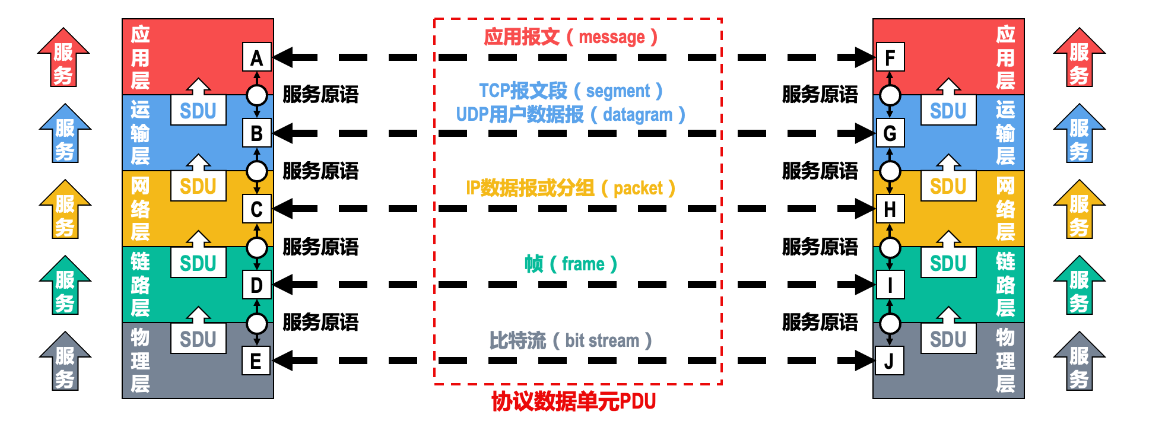 应用报文（message）
TCP报文段（segment）
UDP用户数据报（datagram）
IP数据报或分组（packet）
帧（frame）
比特流（bit stream）
协议数据单元PDU
服务
应用层
A
F
应用层
服务
SDU
服务原语
服务原语
SDU
服务
运输层
B
G
运输层
服务
SDU
服务原语
服务原语
SDU
服务
网络层
C
H
网络层
服务
SDU
服务原语
服务原语
SDU
服务
链路层
D
I
链路层
服务
SDU
服务原语
服务原语
SDU
服务
物理层
E
J
物理层
服务